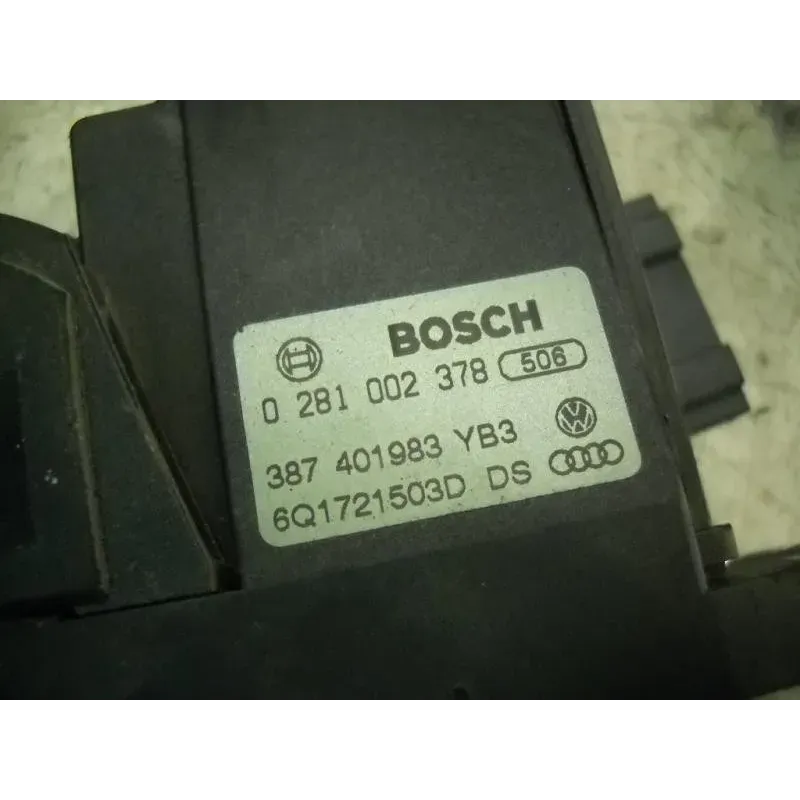 BOSCH
0 281 002 378 506
387 401983 YB3
6Q1721503D DS